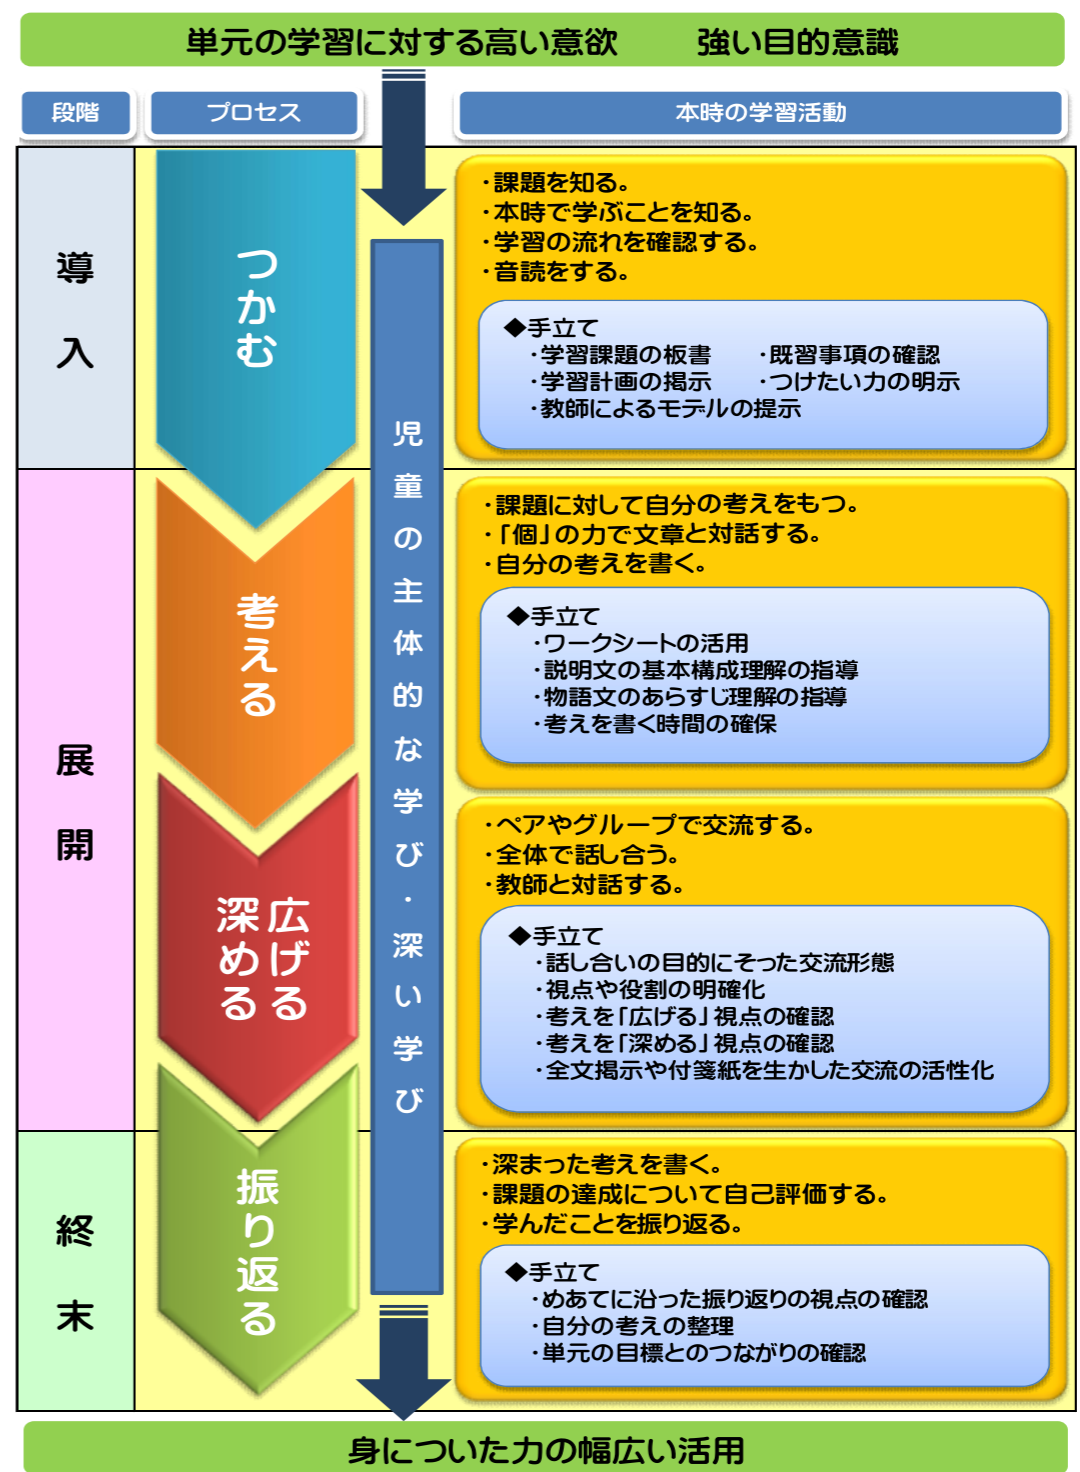 単元の学習に対する高い意欲　　強い目的意識
段階
プロセス
本時の学習活動
導入
つかむ
・課題を知る。
・本時で学ぶことを知る。
・学習の流れを確認する。
・音読をする。
◆手立て
・学習課題の板書　　・既習事項の確認
・学習計画の掲示　　・つけたい力の明示
・教師によるモデルの提示
児童の主体的な学び・深い学び
展開
考える
・課題に対して自分の考えをもつ。
・「個」の力で文章と対話する。
・自分の考えを書く。
◆手立て
・ワークシートの活用
・説明文の基本構成理解の指導
・物語文のあらすじ理解の指導
・考えを書く時間の確保
広げる
深める
・ペアやグループで交流する。
・全体で話し合う。
・教師と対話する。
◆手立て
・話し合いの目的にそった交流形態
・視点や役割の明確化
・考えを「広げる」視点の確認
・考えを「深める」視点の確認
・全文掲示や付箋紙を生かした交流の活性化
終末
振り返る
・深まった考えを書く。
・課題の達成について自己評価する。
・学んだことを振り返る。
◆手立て
・めあてに沿った振り返りの視点の確認
・自分の考えの整理
・単元の目標とのつながりの確認
身についた力の幅広い活用